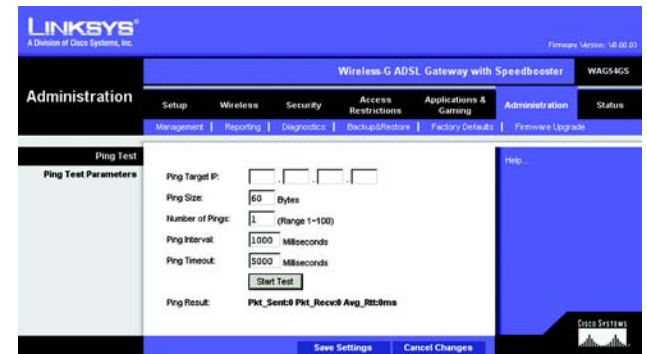 LINKSYS®
A Division of Cisco Systems, Inc.
Firmware Version: V0.00.03
Wireless-G ADSL Gateway with Speedbooster WAG54GS
Administration
Setup Wireless Security Access Restrictions Applications & Gaming Administration Status
Management | Reporting | Diagnostics | Backup&Restore | Factory Defaults | Firmware Upgrade
Ping Test
Ping Test Parameters
Help...
Ping Target IP: . . .
Ping Size: 60 Bytes
Number of Pings: 1 (Range 1~100)
Ping Interval: 1000 Milliseconds
Ping Timeout: 5000 Milliseconds
Start Test
Ping Result: Pkt_Sent:0 Pkt_Recv:0 Avg_Rtt:0ms
Save Settings Cancel Changes
CISCO SYSTEMS